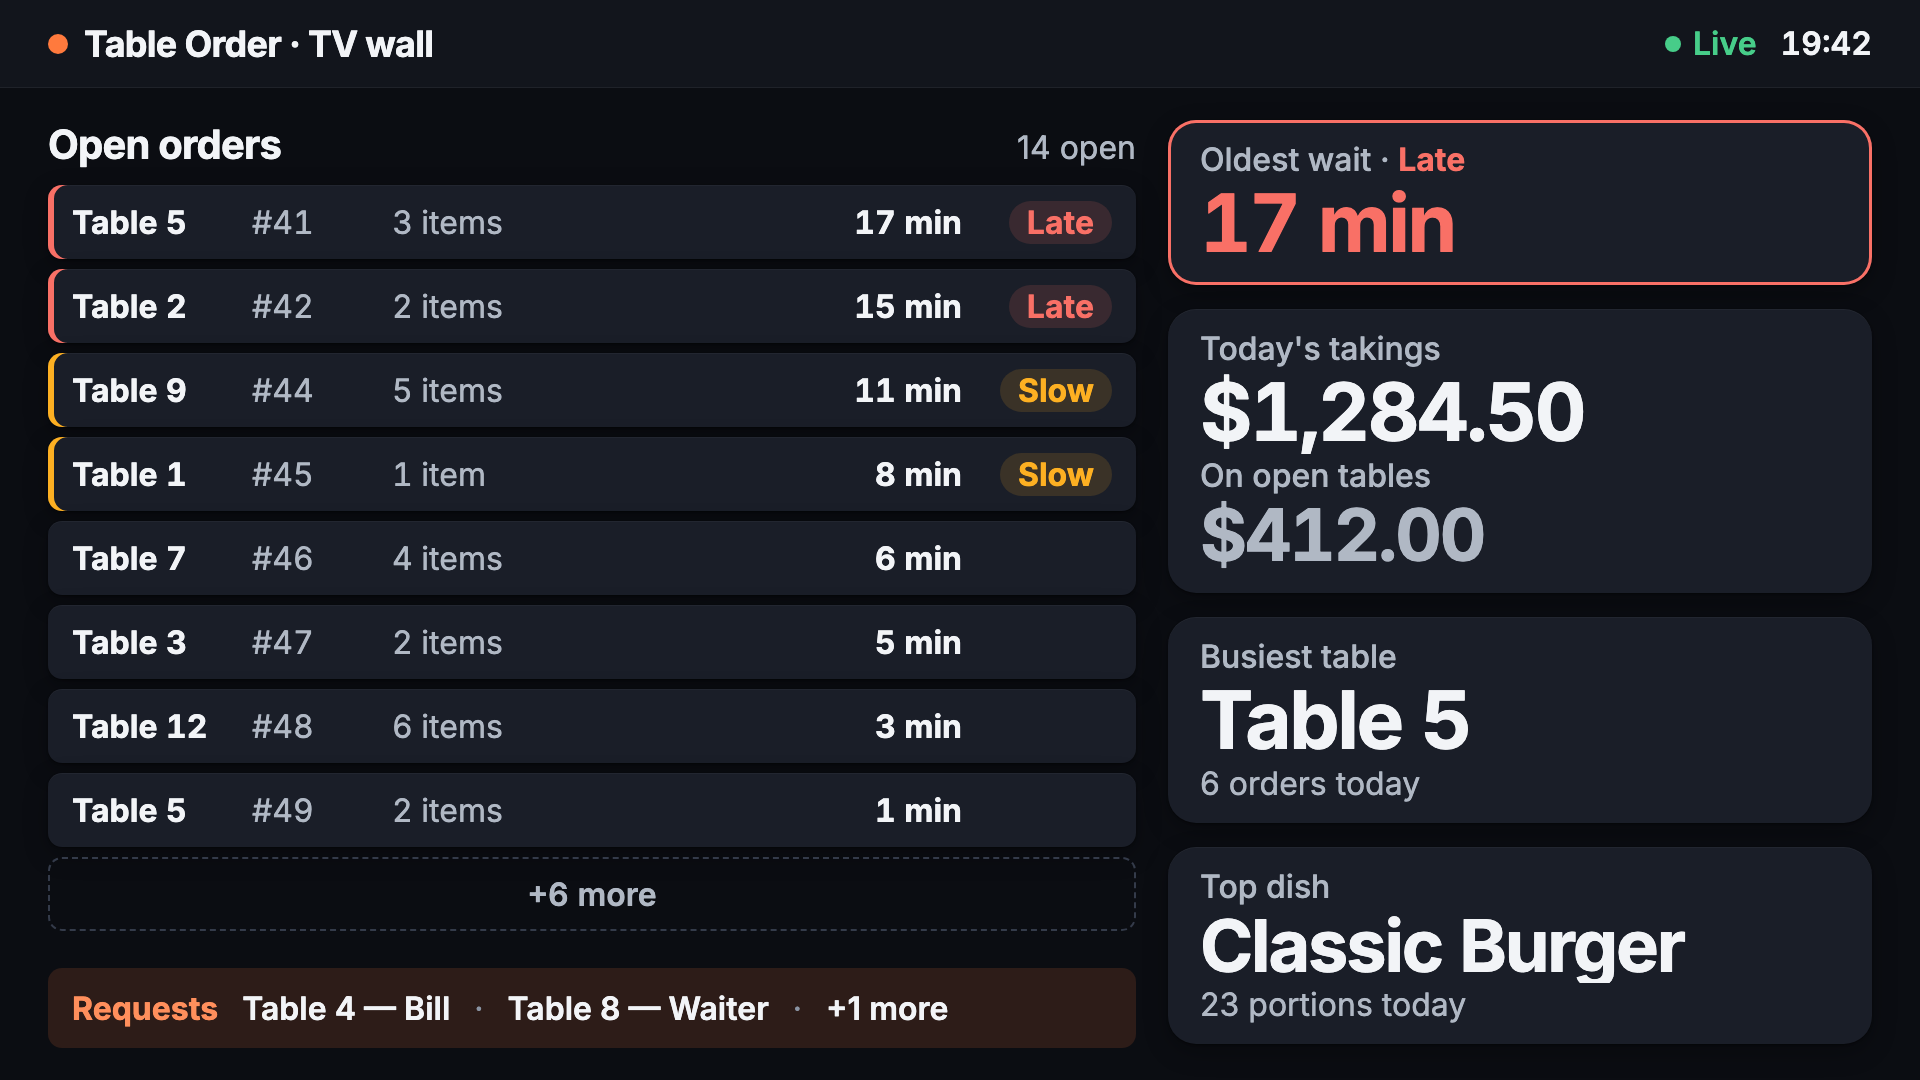 Table Order · TV wall
Live 19:42
Open orders
14 open
Table 5 #41 3 items 17 min Late
Table 2 #42 2 items 15 min Late
Table 9 #44 5 items 11 min Slow
Table 1 #45 1 item 8 min Slow
Table 7 #46 4 items 6 min
Table 3 #47 2 items 5 min
Table 12 #48 6 items 3 min
Table 5 #49 2 items 1 min
+6 more
Requests Table 4 — Bill · Table 8 — Waiter · +1 more
Oldest wait · Late
17 min
Today's takings
$1,284.50
On open tables
$412.00
Busiest table
Table 5
6 orders today
Top dish
Classic Burger
23 portions today